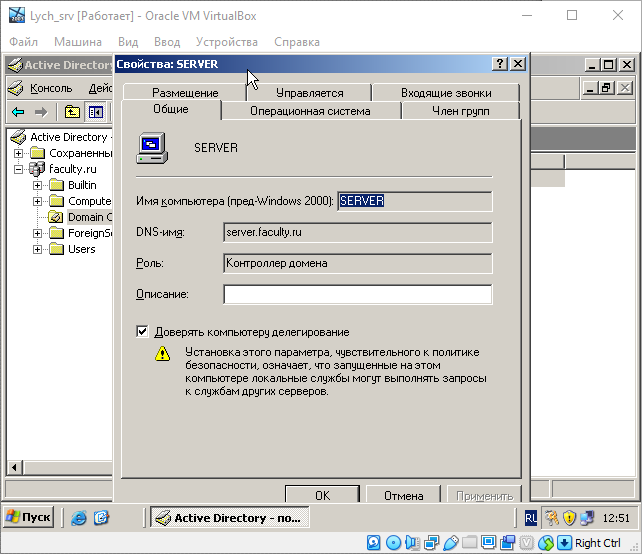 Lych_srv [Работает] - Oracle VM VirtualBox
Файл Машина Вид Ввод Устройства Справка
Active Directory
Свойства: SERVER
Консоль
Размещение Управляется Входящие звонки
Общие Операционная система Член групп
Active Directory -
Сохраненны
faculty.ru
Builtin
Compute
Domain C
ForeignSe
Users
SERVER
Имя компьютера (пред-Windows 2000): SERVER
DNS-имя: server.faculty.ru
Роль: Контроллер домена
Описание:
Доверять компьютеру делегирование
Установка этого параметра, чувствительного к политике
безопасности, означает, что запущенные на этом
компьютере локальные службы могут выполнять запросы
к службам других серверов.
OK Отмена Применить
Пуск Active Directory - по... RU 12:51
Right Ctrl